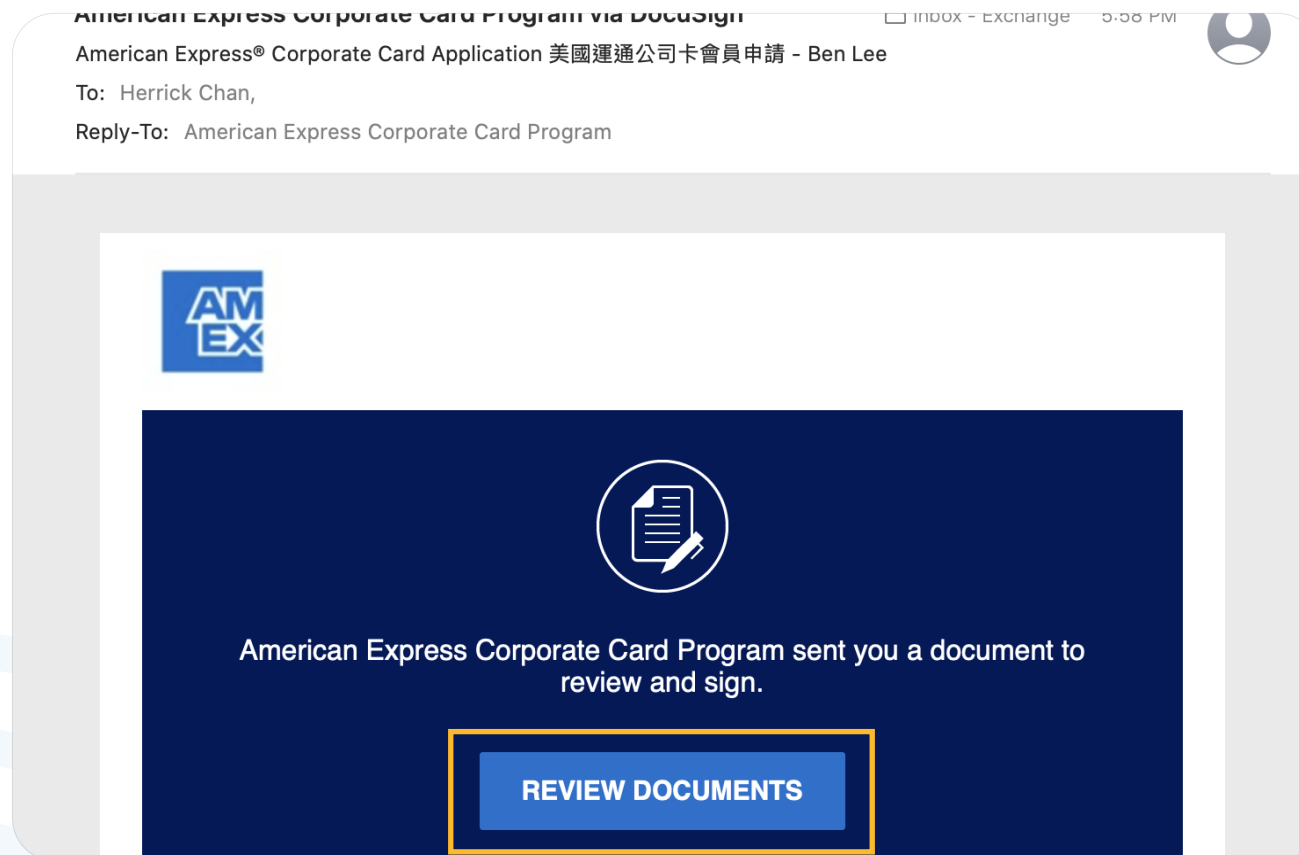 American Express Corporate Card Program via DocuSign
Inbox - Exchange 5:58 PM
American Express® Corporate Card Application 美國運通公司卡會員申請 - Ben Lee
To: Herrick Chan,
Reply-To: American Express Corporate Card Program
AM
EX
American Express Corporate Card Program sent you a document to
review and sign.
REVIEW DOCUMENTS